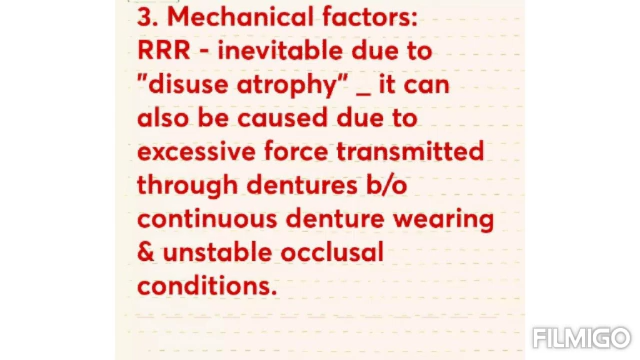 3. Mechanical factors:
RRR - inevitable due to
"disuse atrophy" _ it can
also be caused due to
excessive force transmitted
through dentures b/o
continuous denture wearing
& unstable occlusal
conditions.
FILMIGO